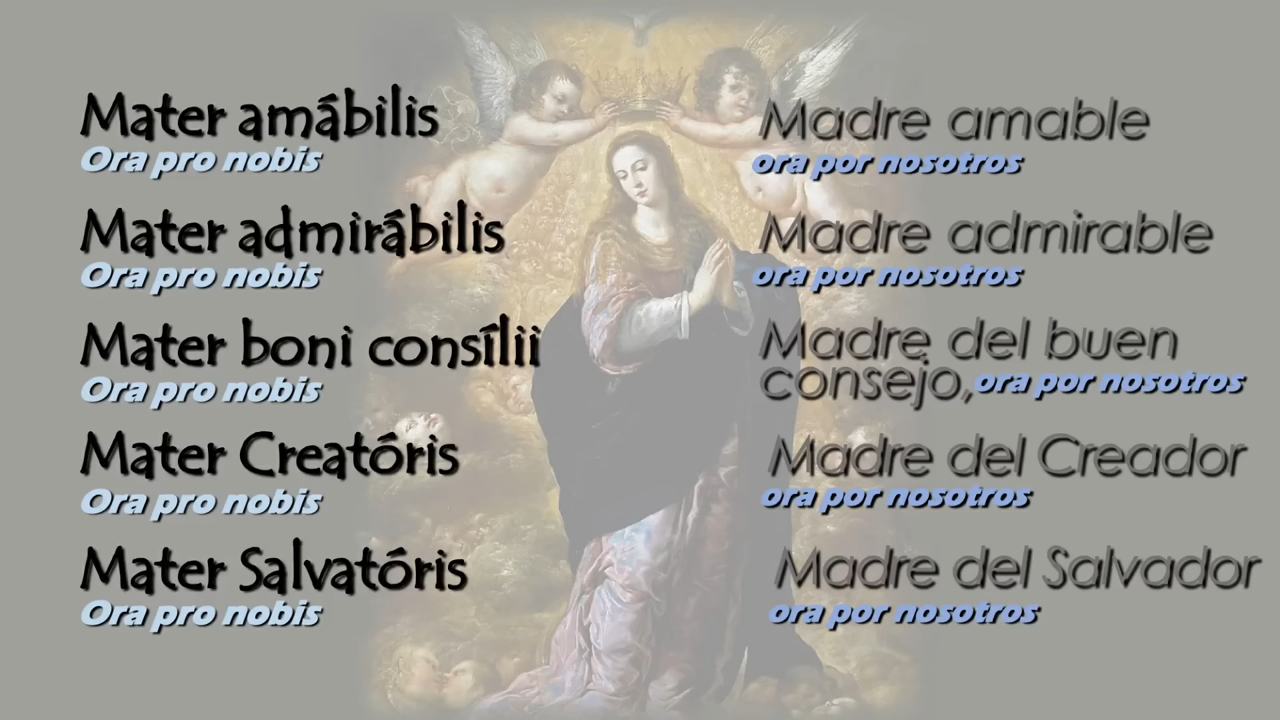 Mater amábilis
Ora pro nobis
Mater admirábilis
Ora pro nobis
Mater boni consílii
Ora pro nobis
Mater Creatóris
Ora pro nobis
Mater Salvatóris
Ora pro nobis
Madre amable
ora por nosotros
Madre admirable
ora por nosotros
Madre del buen
consejo, ora por nosotros
Madre del Creador
ora por nosotros
Madre del Salvador
ora por nosotros